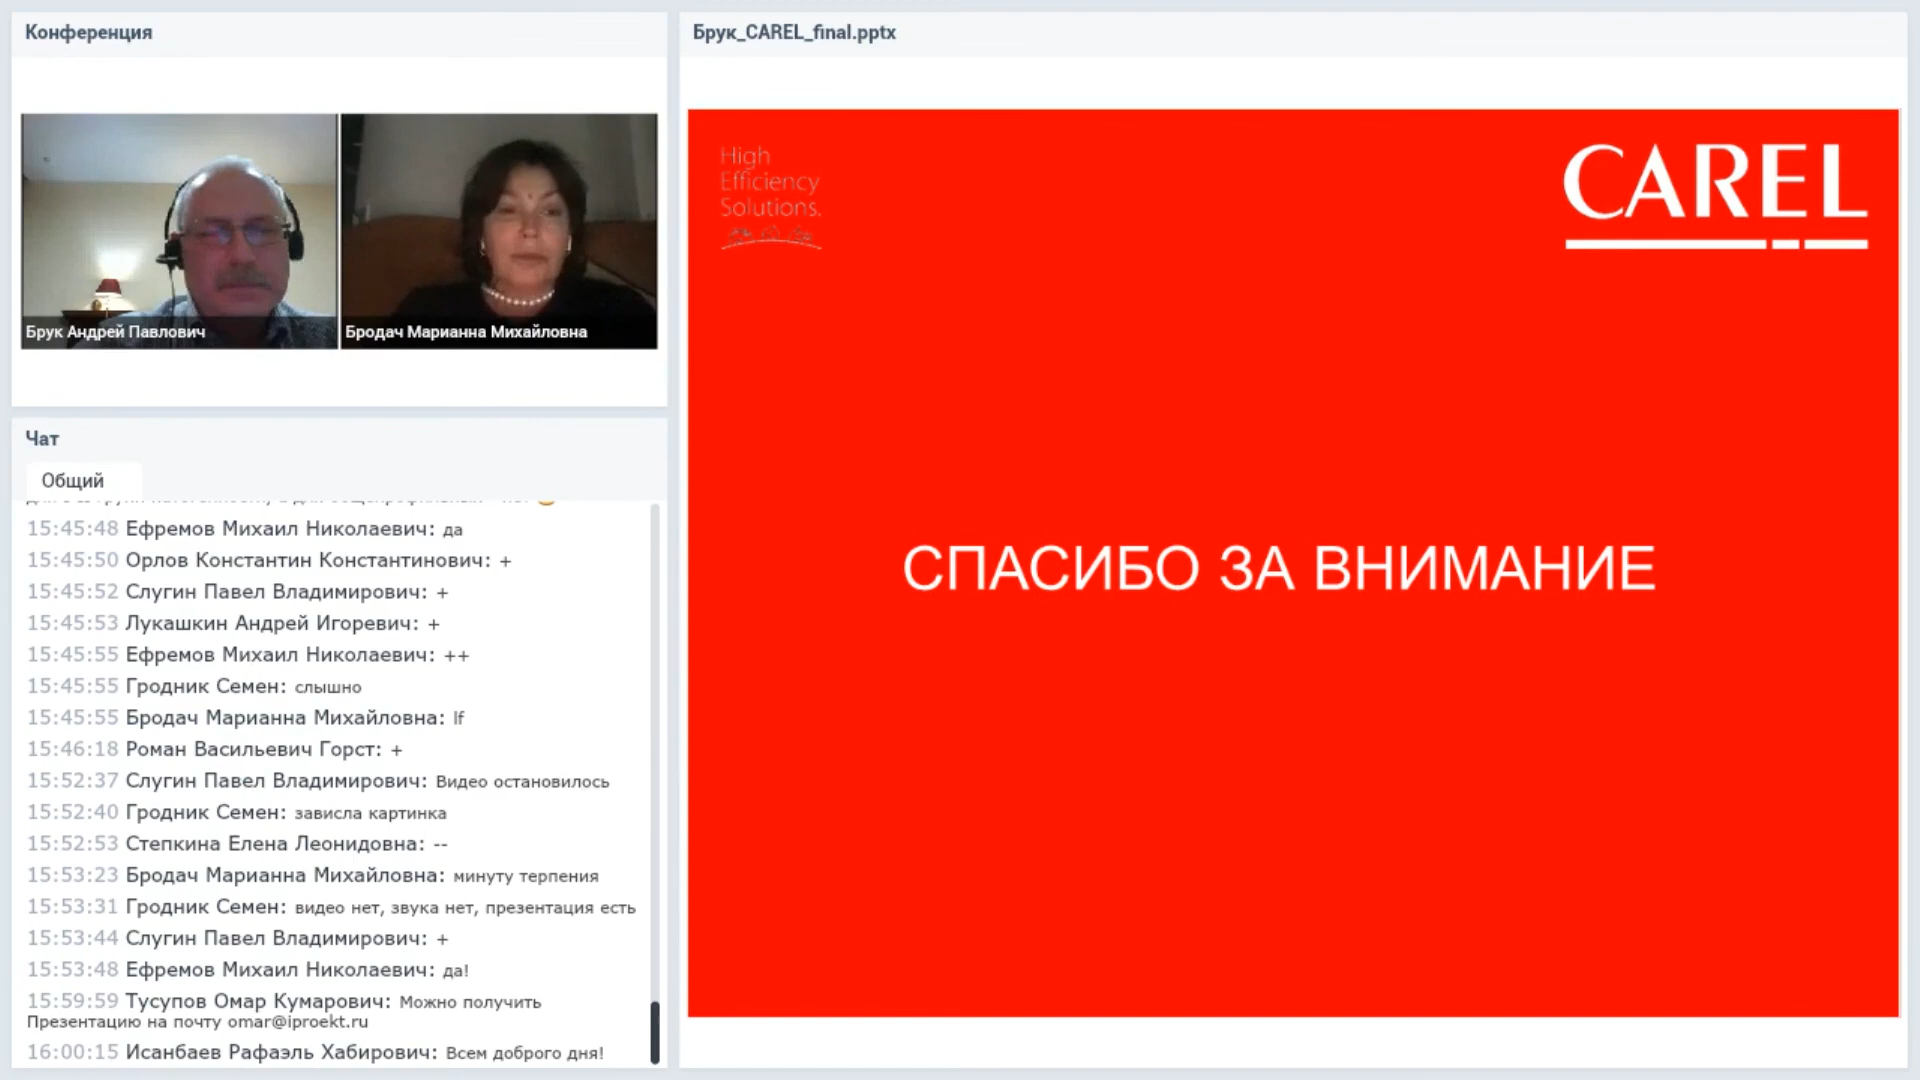 Конференция
Брук Андрей Павлович
Бродач Марианна Михайловна
Чат
Общий
15:45:48 Ефремов Михаил Николаевич: да
15:45:50 Орлов Константин Константинович: +
15:45:52 Слугин Павел Владимирович: +
15:45:53 Лукашкин Андрей Игоревич: +
15:45:55 Ефремов Михаил Николаевич: ++
15:45:55 Гродник Семен: слышно
15:45:55 Бродач Марианна Михайловна: lf
15:46:18 Роман Васильевич Горст: +
15:52:37 Слугин Павел Владимирович: Видео остановилось
15:52:40 Гродник Семен: зависла картинка
15:52:53 Степкина Елена Леонидовна: --
15:53:23 Бродач Марианна Михайловна: минуту терпения
15:53:31 Гродник Семен: видео нет, звука нет, презентация есть
15:53:44 Слугин Павел Владимирович: +
15:53:48 Ефремов Михаил Николаевич: да!
15:59:59 Тусупов Омар Кумарович: Можно получить
Презентацию на почту omar@iproekt.ru
16:00:15 Исанбаев Рафаэль Хабирович: Всем доброго дня!
Брук_CAREL_final.pptx
High
Efficiency
Solutions.
CAREL
СПАСИБО ЗА ВНИМАНИЕ